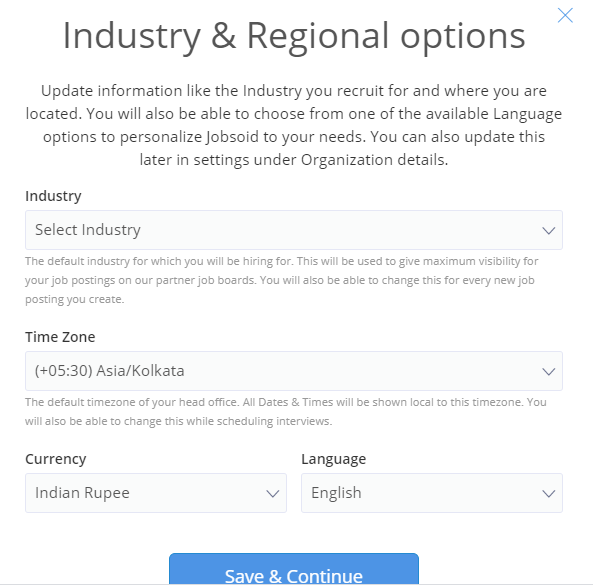 Industry & Regional options
Update information like the Industry you recruit for and where you are
located. You will also be able to choose from one of the available Language
options to personalize Jobsoid to your needs. You can also update this
later in settings under Organization details.
Industry
Select Industry
The default industry for which you will be hiring for. This will be used to give maximum visibility for
your job postings on our partner job boards. You will also be able to change this for every new job
posting you create.
Time Zone
(+05:30) Asia/Kolkata
The default timezone of your head office. All Dates & Times will be shown local to this timezone. You
will also be able to change this while scheduling interviews.
Currency Language
Indian Rupee English
Save & Continue